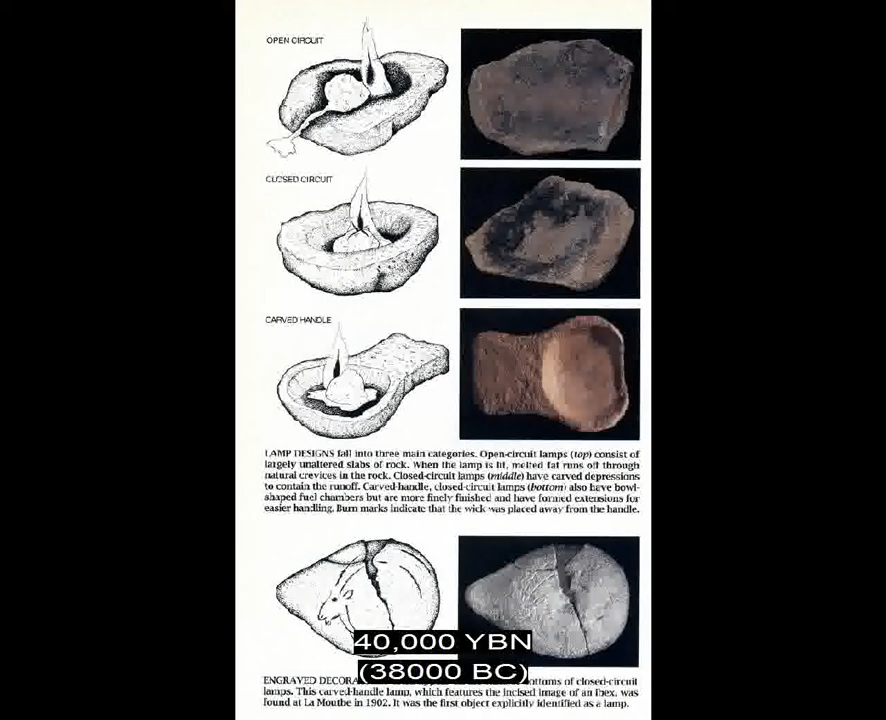 OPEN CIRCUIT
CLOSED CIRCUIT
CARVED HANDLE
LAMP DESIGNS fall into three main categories. Open-circuit lamps (top) consist of
largely unaltered slabs of rock. When the lamp is lit, melted fat runs off through
natural crevices in the rock. Closed-circuit lamps (middle) have carved depressions
to contain the runoff. Carved-handle, closed-circuit lamps (bottom) also have bowl-
shaped fuel chambers but are more finely finished and have formed extensions for
easier handling. Burn marks indicate that the wick was placed away from the handle.
40,000 YBN
(38000 BC)
ENGRAVED bottoms of closed-circuit
lamps. This carved-handle lamp, which features the incised image of an ibex, was
found at La Mouthe in 1902. It was the first object explicitly identified as a lamp.